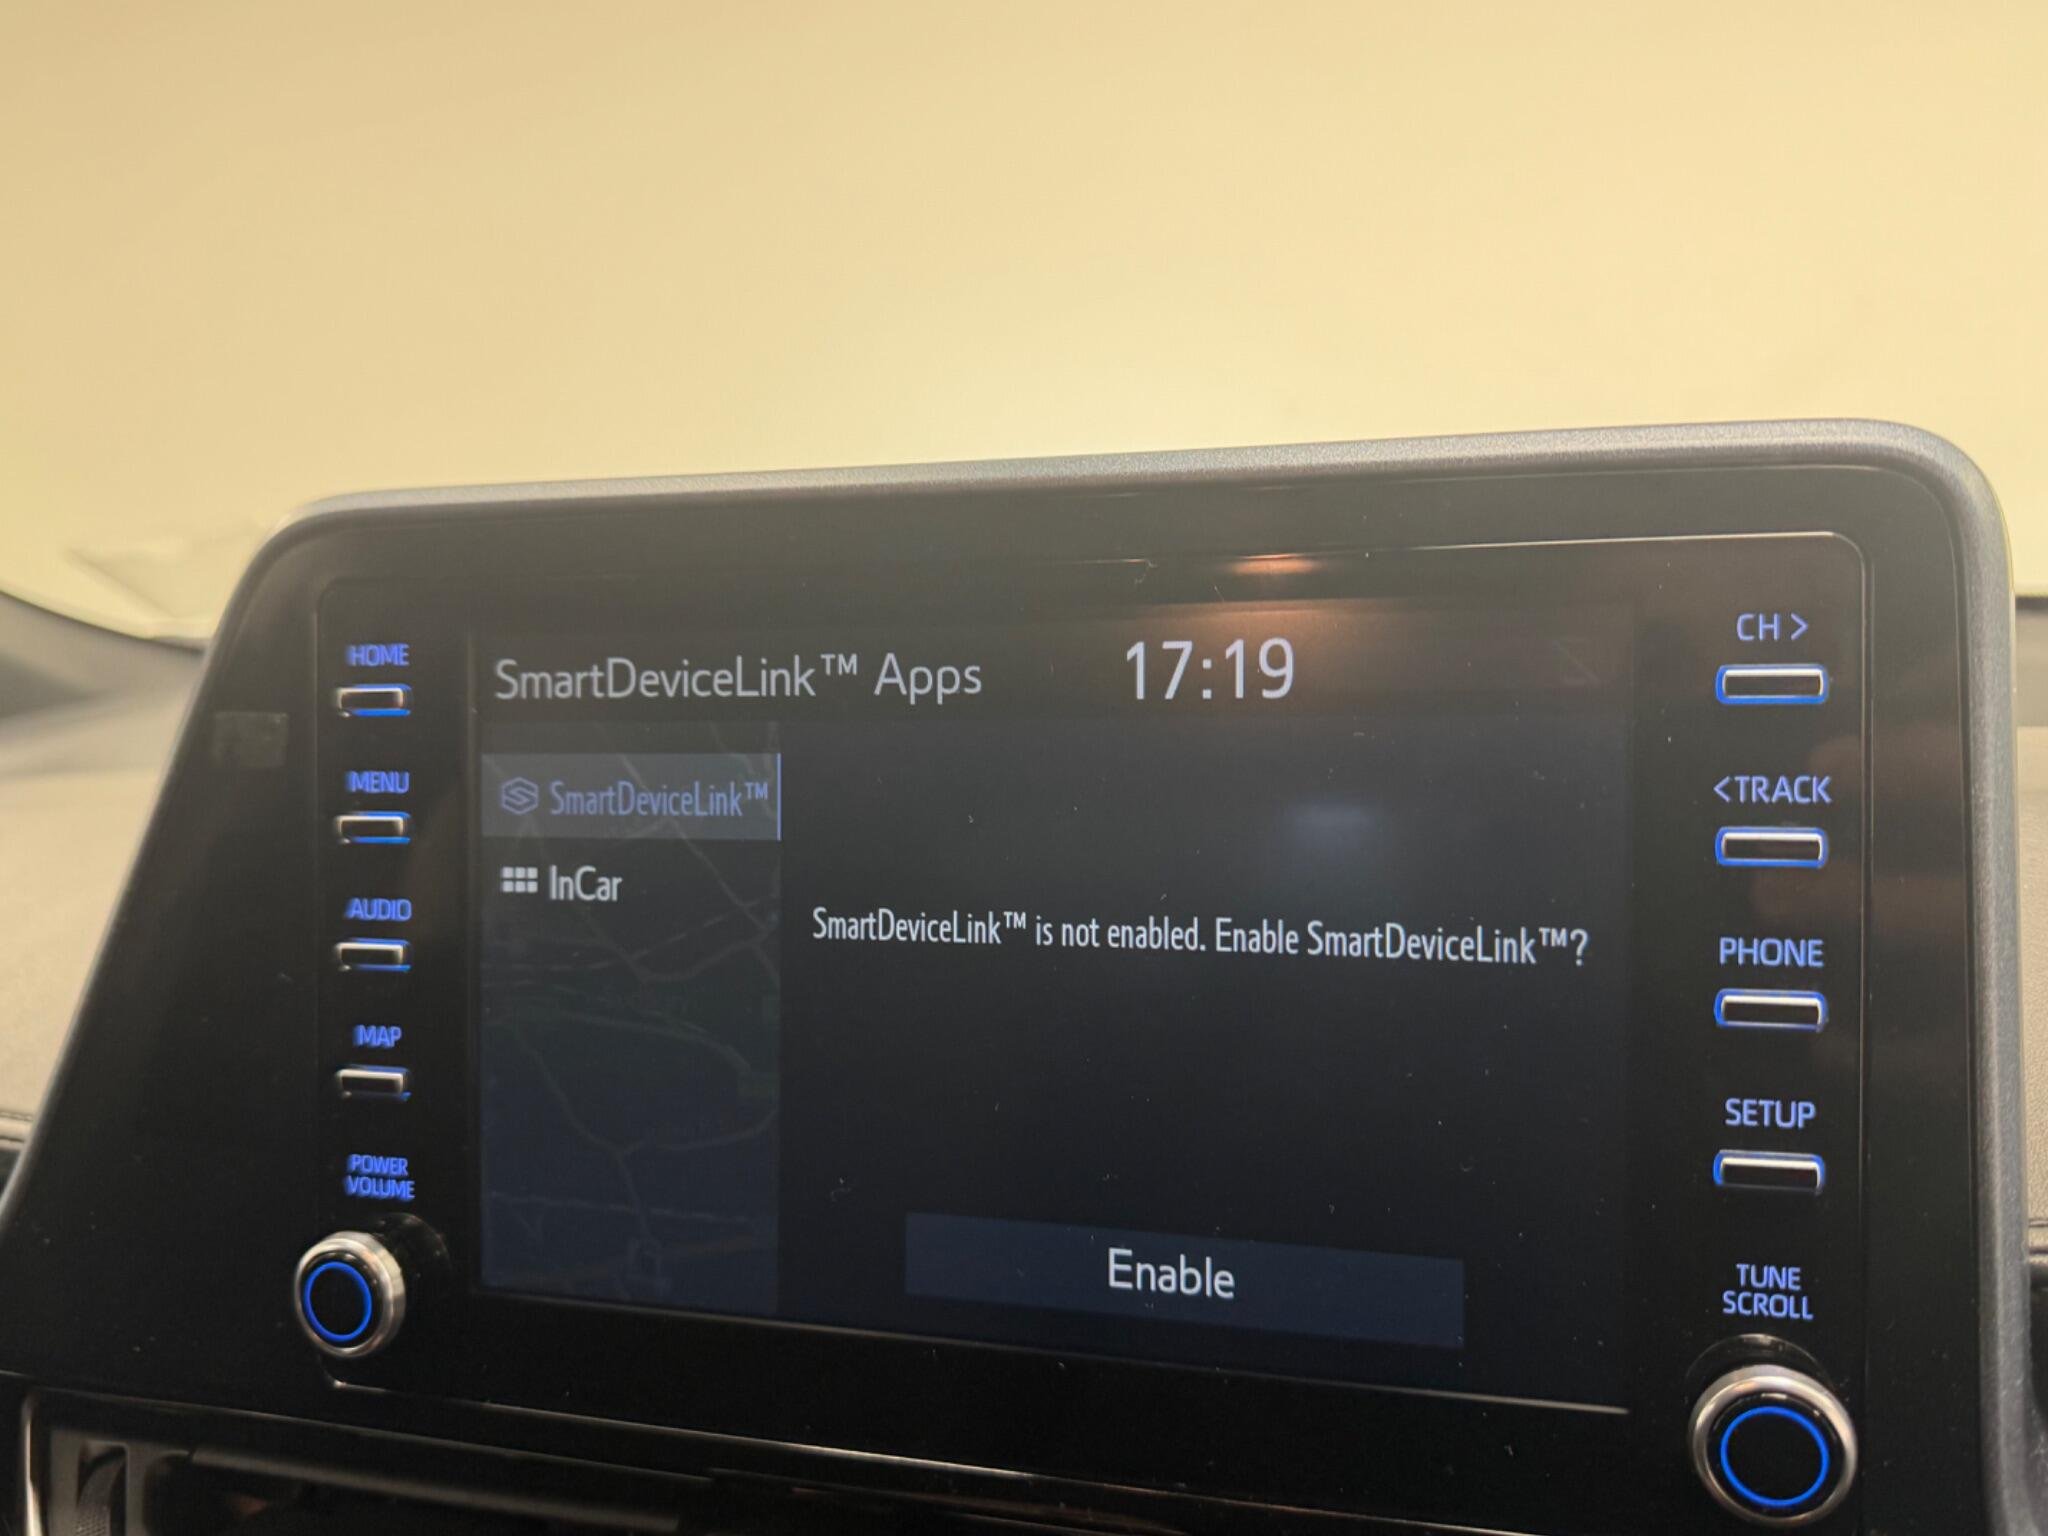 HOME
MENU
AUDIO
MAP
POWER
VOLUME
SmartDeviceLink™ Apps
17:19
SmartDeviceLink™
InCar
SmartDeviceLink™ is not enabled. Enable SmartDeviceLink™?
Enable
CH >
<TRACK
PHONE
SETUP
TUNE
SCROLL